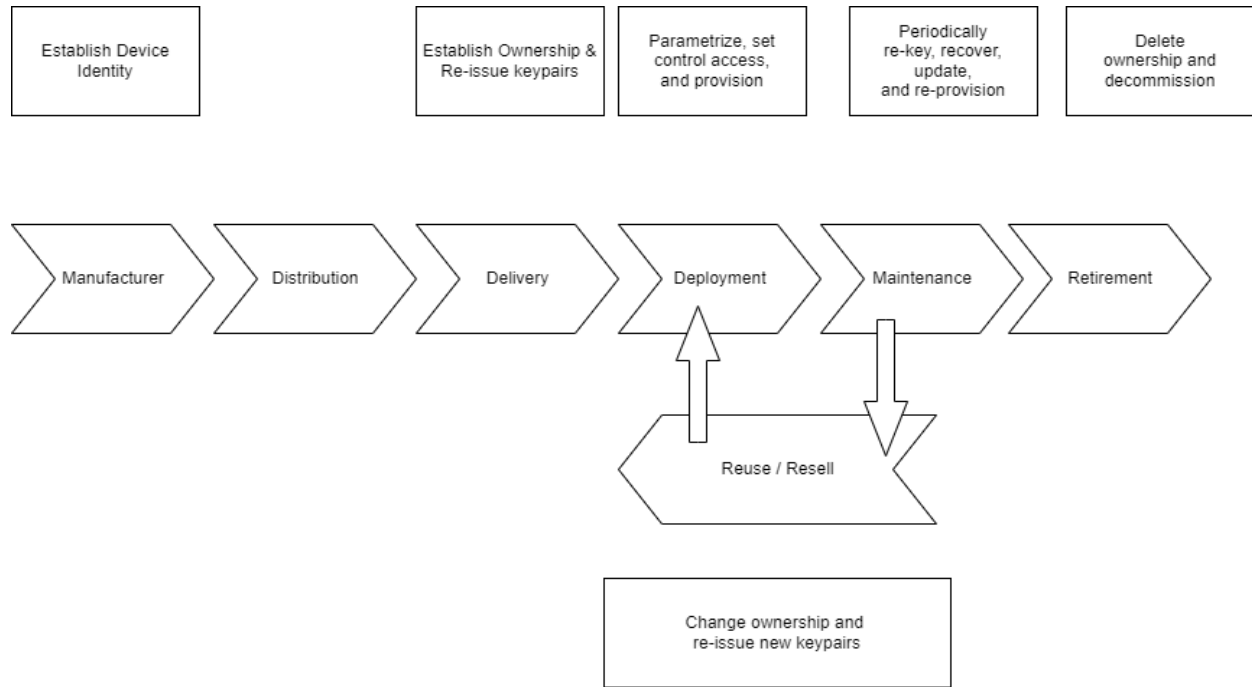 Establish Device
Identity
Establish Ownership &
Re-issue keypairs
Parametrize, set
control access,
and provision
Periodically
re-key, recover,
update,
and re-provision
Delete
ownership and
decommission
Manufacturer
Distribution
Delivery
Deployment
Maintenance
Retirement
Reuse / Resell
Change ownership and
re-issue new keypairs